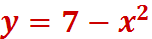 y = 7 − x²